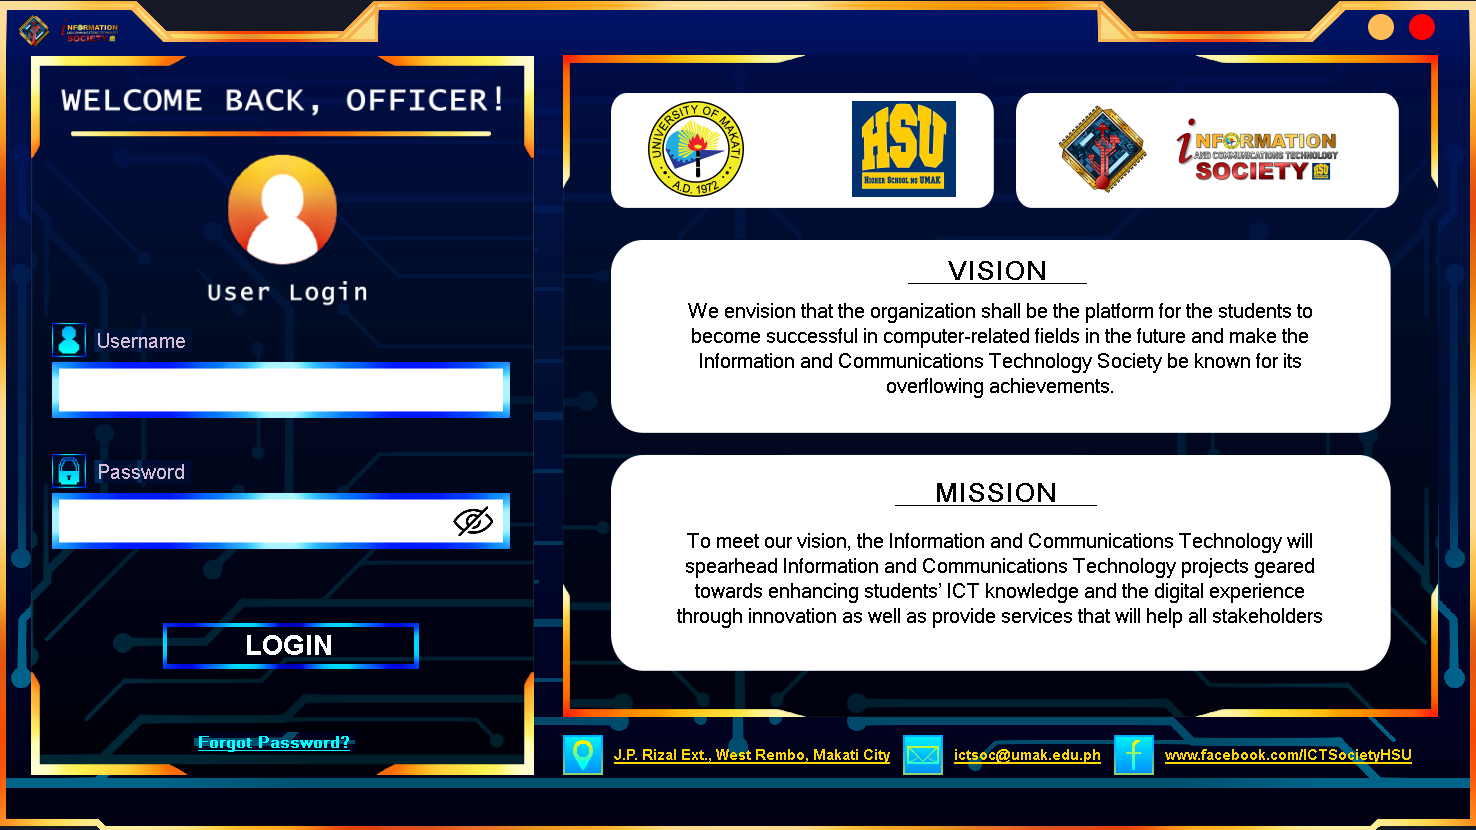 iNFORMATION
AND COMMUNICATIONS TECHNOLOGY
SOCIETY
WELCOME BACK, OFFICER!
User Login
Username
Password
LOGIN
Forgot Password?
UNIVERSITY OF MAKATI
A.D. 1972
HSU
HIGHER SCHOOL NG UMAK
iNFORMATION
AND COMMUNICATIONS TECHNOLOGY
SOCIETY
HSU
VISION
We envision that the organization shall be the platform for the students to
become successful in computer-related fields in the future and make the
Information and Communications Technology Society be known for its
overflowing achievements.
MISSION
To meet our vision, the Information and Communications Technology will
spearhead Information and Communications Technology projects geared
towards enhancing students’ ICT knowledge and the digital experience
through innovation as well as provide services that will help all stakeholders
J.P. Rizal Ext., West Rembo, Makati City
ictsoc@umak.edu.ph
www.facebook.com/ICTSocietyHSU